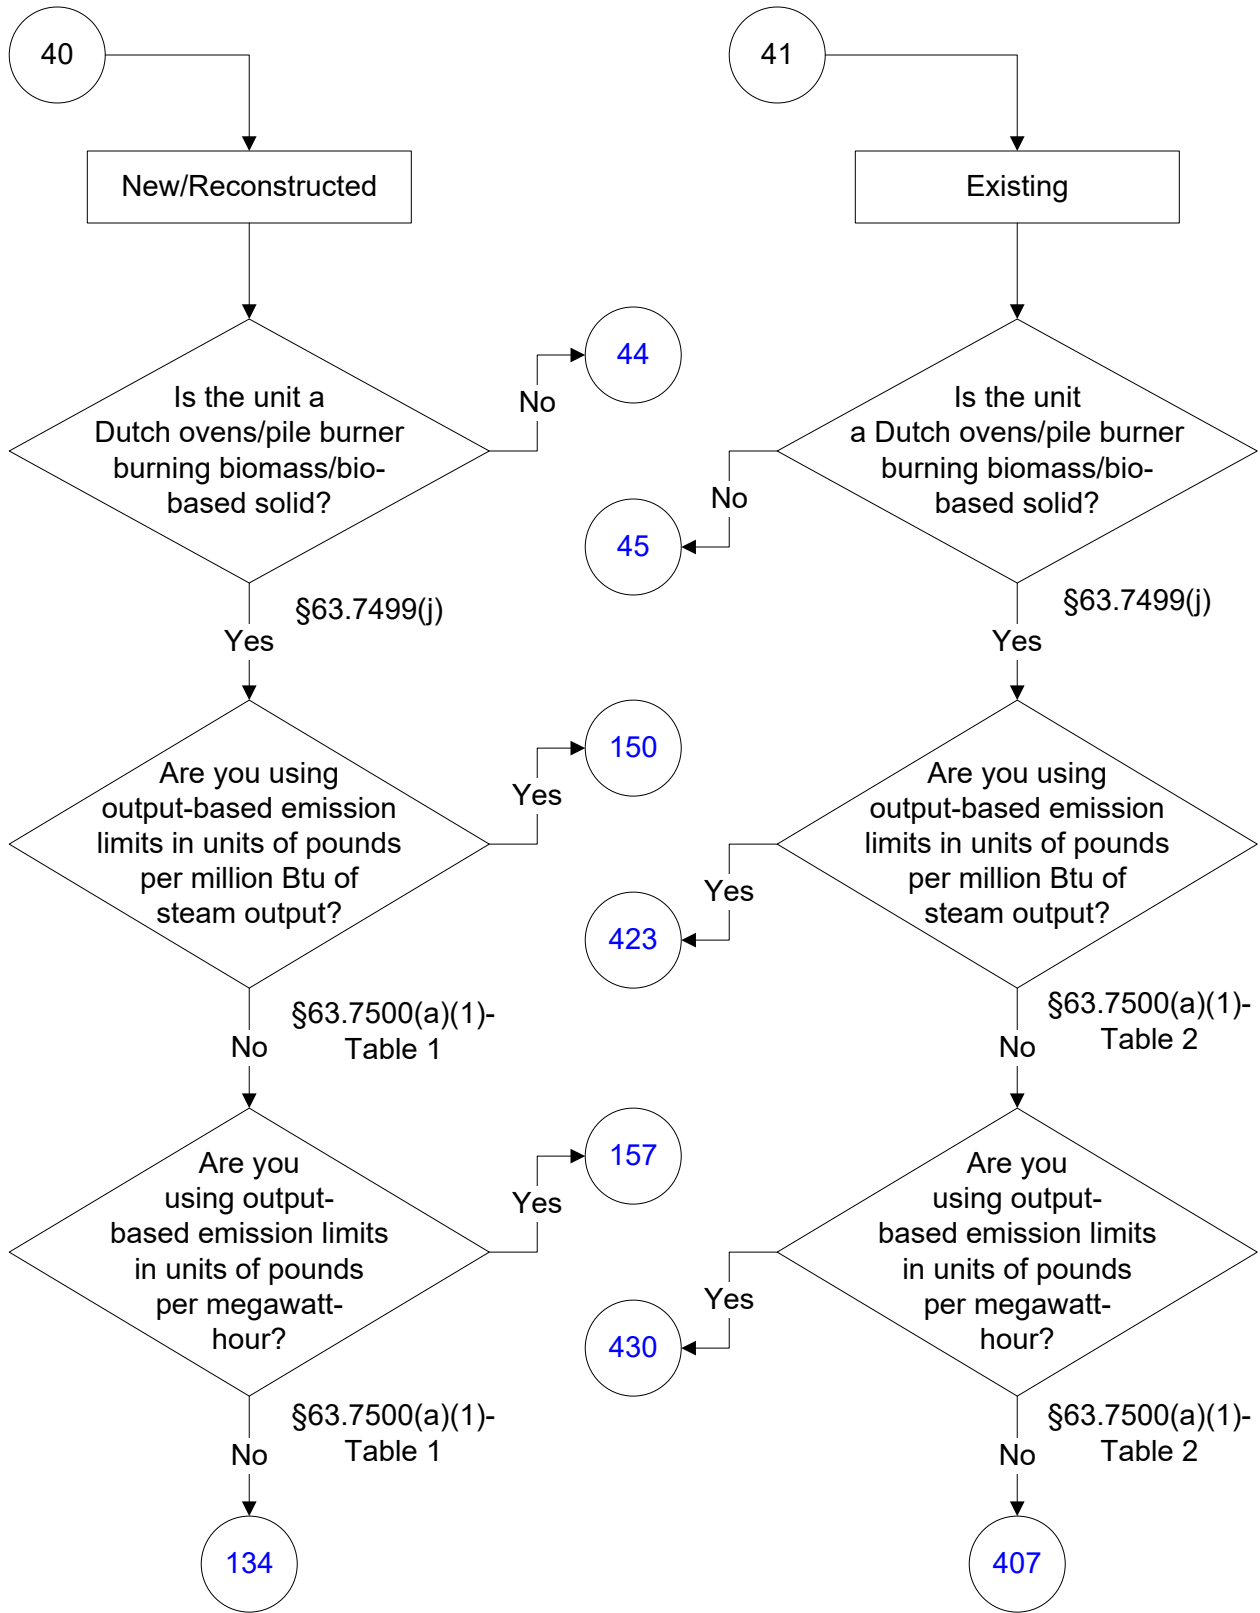 40
New/Reconstructed
Is the unit a
Dutch ovens/pile burner
burning biomass/bio-
based solid?
No
44
§63.7499(j)
Yes
Are you using
output-based emission
limits in units of pounds
per million Btu of
steam output?
Yes
150
§63.7500(a)(1)-
Table 1
No
Are you
using output-
based emission limits
in units of pounds
per megawatt-
hour?
Yes
157
§63.7500(a)(1)-
Table 1
No
134
41
Existing
Is the unit
a Dutch ovens/pile burner
burning biomass/bio-
based solid?
No
45
§63.7499(j)
Yes
Are you using
output-based emission
limits in units of pounds
per million Btu of
steam output?
Yes
423
§63.7500(a)(1)-
Table 2
No
Are you
using output-
based emission limits
in units of pounds
per megawatt-
hour?
Yes
430
§63.7500(a)(1)-
Table 2
No
407